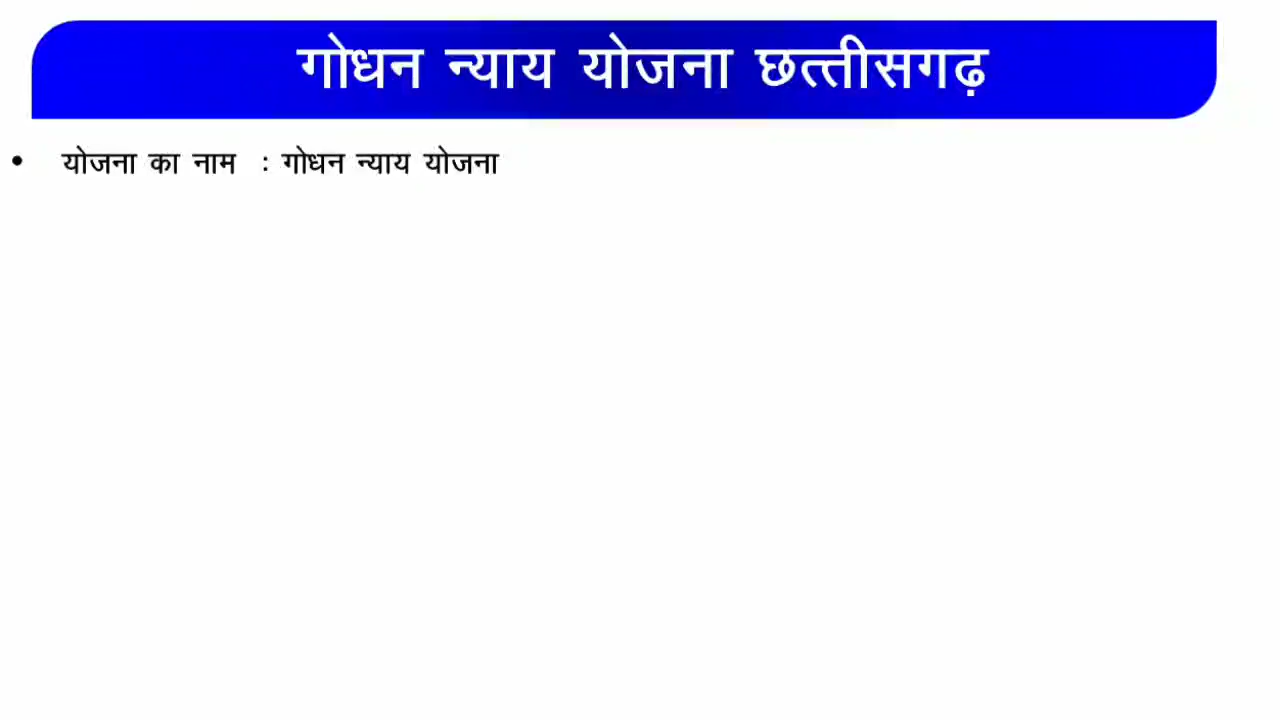 गोधन न्याय योजना छत्तीसगढ़
• योजना का नाम : गोधन न्याय योजना